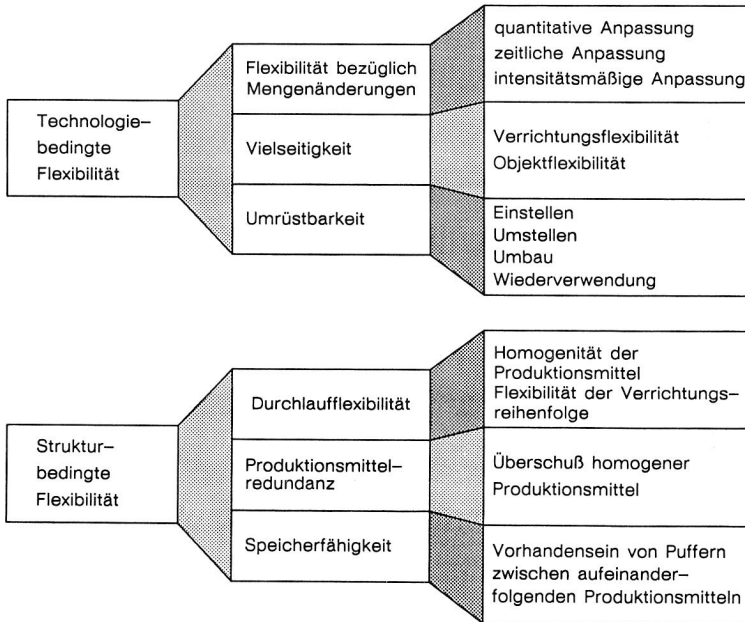 Technologie–
bedingte
Flexibilität
Flexibilität bezüglich
Mengenänderungen
Vielseitigkeit
Umrüstbarkeit
quantitative Anpassung
zeitliche Anpassung
intensitätsmäßige Anpassung
Verrichtungsflexibilität
Objektflexibilität
Einstellen
Umstellen
Umbau
Wiederverwendung
Struktur–
bedingte
Flexibilität
Durchlaufflexibilität
Produktionsmittel–
redundanz
Speicherfähigkeit
Homogenität der
Produktionsmittel
Flexibilität der Verrichtungs–
reihenfolge
Überschuß homogener
Produktionsmittel
Vorhandensein von Puffern
zwischen aufeinander–
folgenden Produktionsmitteln